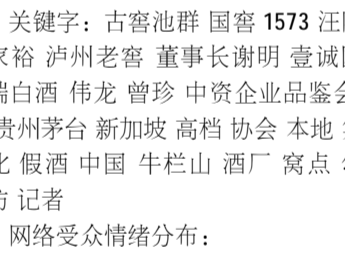 关键字：古窖池群 国窖 1573 汪
家裕 泸州老窖 董事长谢明 壹诚
端白酒 伟龙 曾珍 中资企业品鉴
贵州茅台 新加坡 高档 协会 本地
化 假酒 中国 牛栏山 酒厂 窝点
访 记者
网络受众情绪分布：